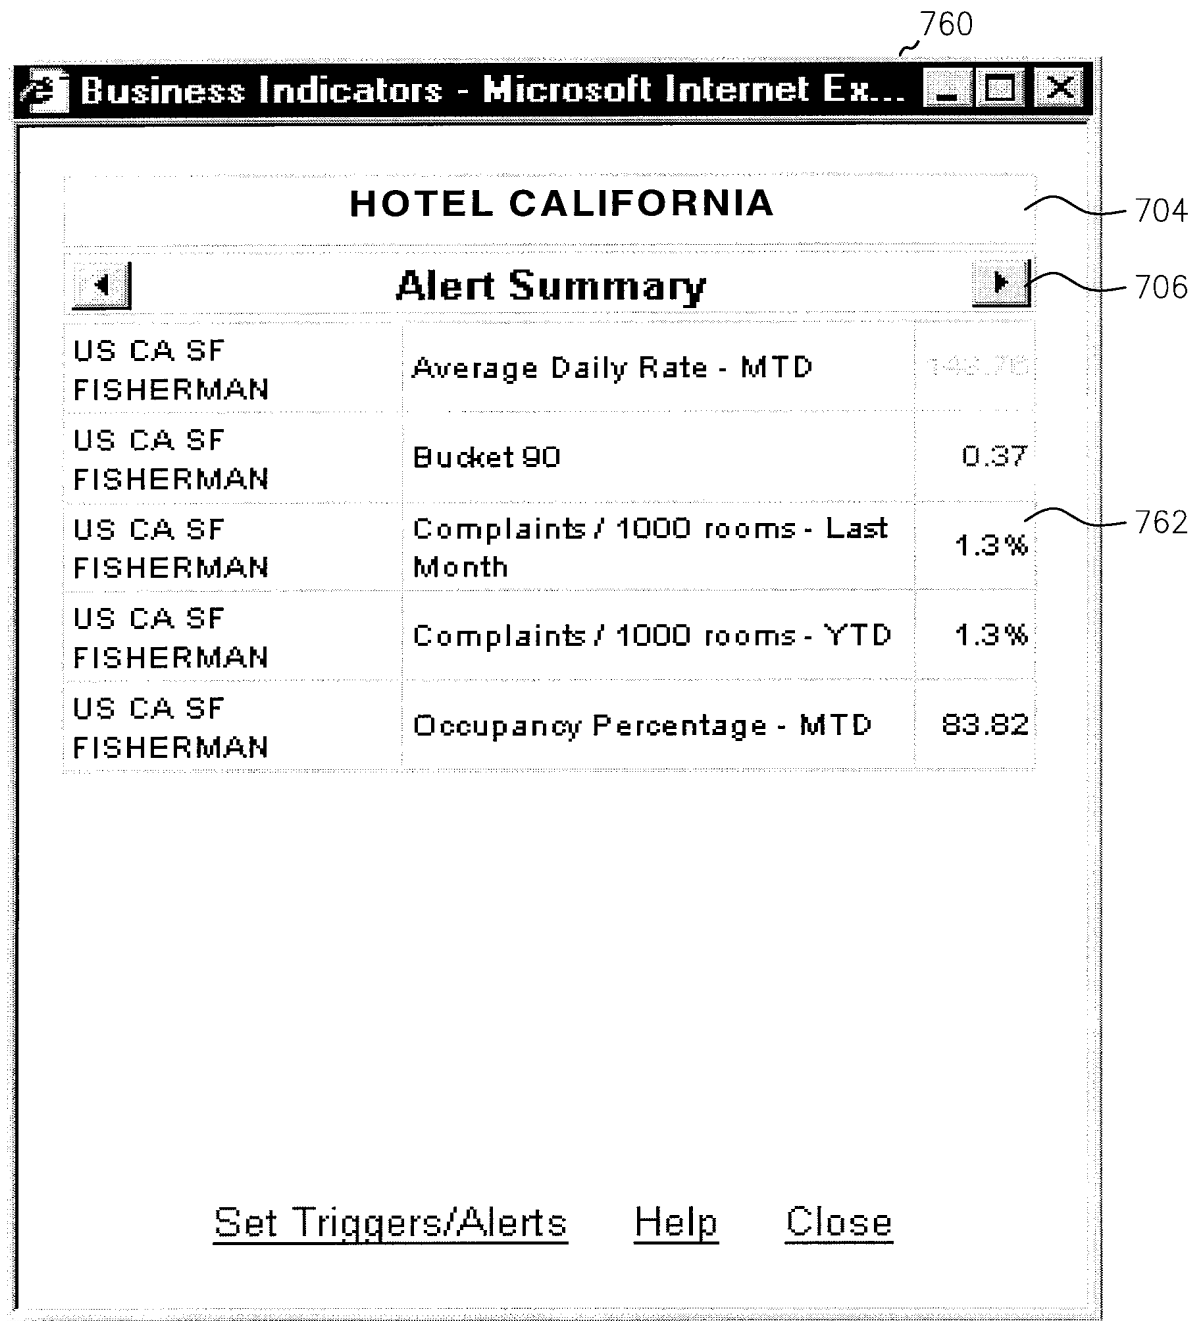 760
Business Indicators - Microsoft Internet Ex...
HOTEL CALIFORNIA
704
Alert Summary
706
US CA SF
FISHERMAN
Average Daily Rate - MTD
US CA SF
FISHERMAN
Bucket 90
0.37
US CA SF
FISHERMAN
Complaints / 1000 rooms - Last
Month
1.3%
762
US CA SF
FISHERMAN
Complaints / 1000 rooms - YTD
1.3%
US CA SF
FISHERMAN
Occupancy Percentage - MTD
83.82
Set Triggers/Alerts Help Close